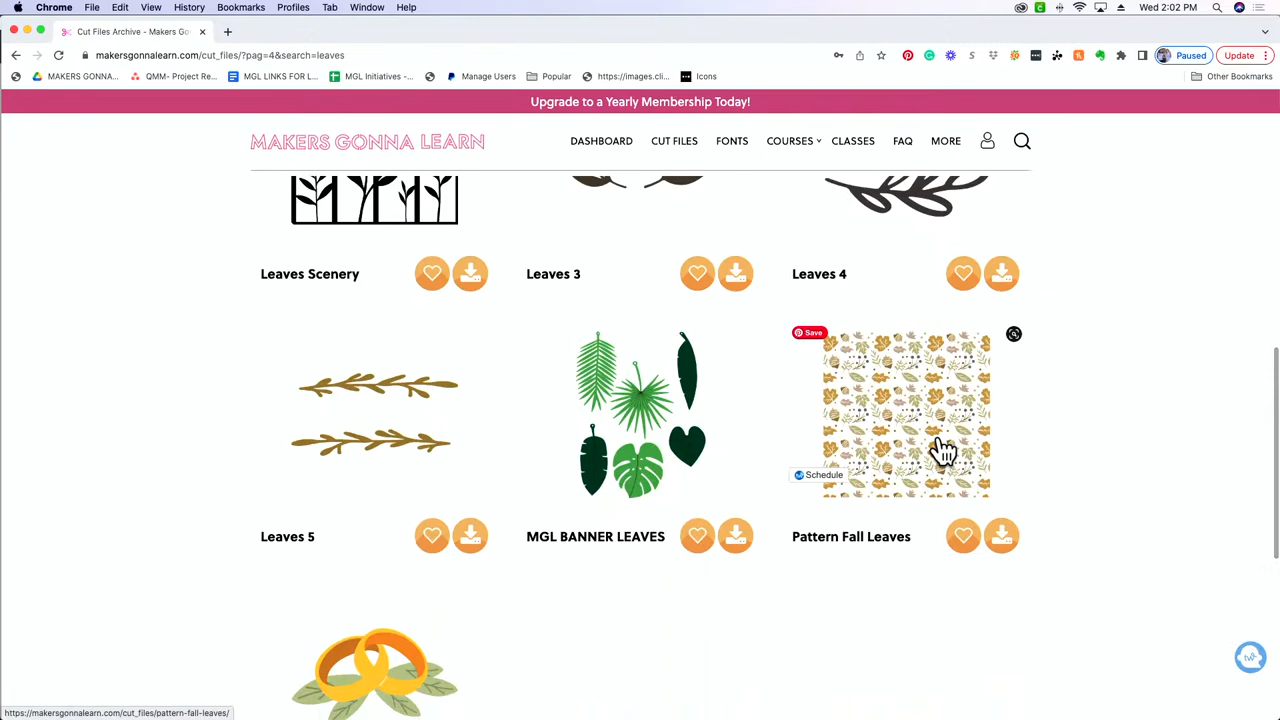 Chrome File Edit View History Bookmarks Profiles Tab Window Help Wed 2:02 PM
Cut Files Archive - Makers Go
makersgonnalearn.com/cut_files/?pag=4&search=leaves Paused Update
MAKERS GONNA... QMM- Project Re... MGL LINKS FOR L... MGL Initiatives -... Manage Users Popular https://images.cli... Icons Other Bookmarks
Upgrade to a Yearly Membership Today!
MAKERS GONNA LEARN DASHBOARD CUT FILES FONTS COURSES CLASSES FAQ MORE
Leaves Scenery Leaves 3 Leaves 4
Save
Schedule
Leaves 5 MGL BANNER LEAVES Pattern Fall Leaves
https://makersgonnalearn.com/cut_files/pattern-fall-leaves/